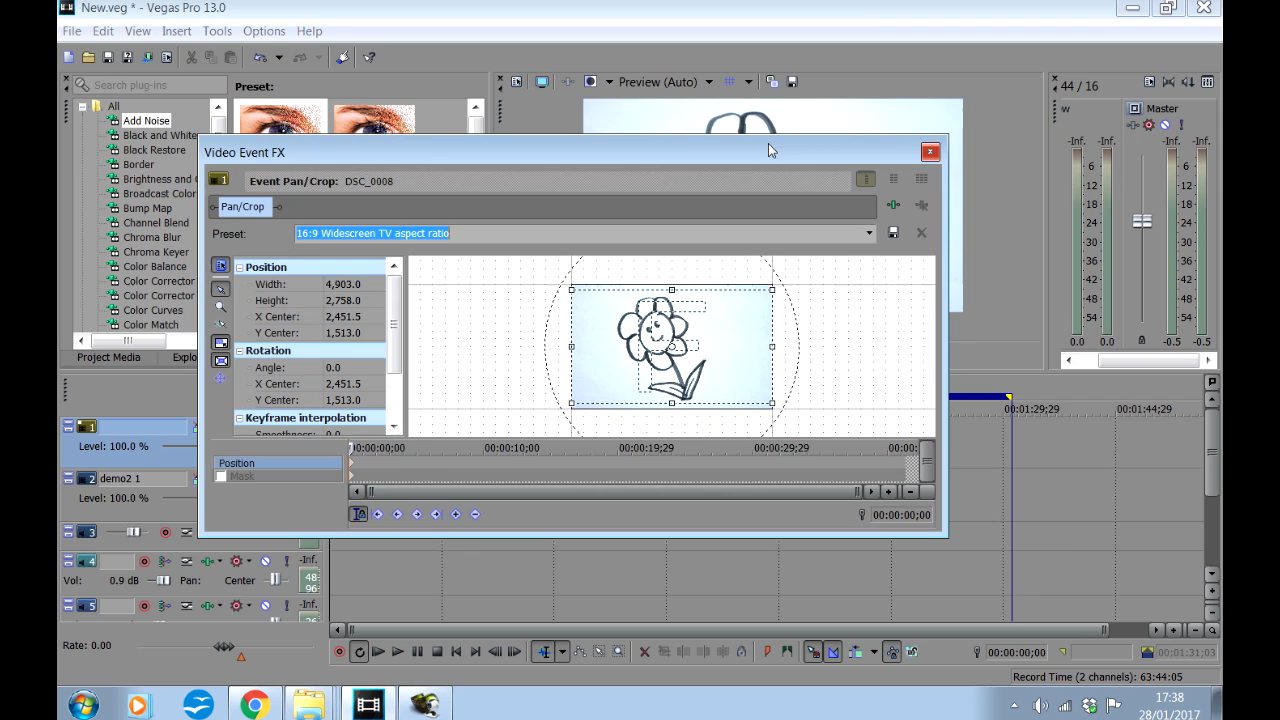 New.veg * - Vegas Pro 13.0
File Edit View Insert Tools Options Help
Search plug-ins
Preset:
Preview (Auto)
44 / 16
All
Add Noise
Black and White
Black Restore
Border
Brightness and
Broadcast Color
Bump Map
Channel Blend
Chroma Blur
Chroma Keyer
Color Balance
Color Corrector
Color Corrector
Color Curves
Color Match
Project Media Explo
w
Master
-Inf. -Inf. -Inf. -Inf.
6 6
12 12
18 18
24 24
30 30
36 36
42 42
48 48
54 54
-0.5 -0.5
Video Event FX
1 Event Pan/Crop: DSC_0008
Pan/Crop
Preset: 16:9 Widescreen TV aspect ratio
Position
Width: 4,903.0
Height: 2,758.0
X Center: 2,451.5
Y Center: 1,513.0
Rotation
Angle: 0.0
X Center: 2,451.5
Y Center: 1,513.0
Keyframe interpolation
Smoothness: 0.0
F
00:00:00;00 00:00:10;00 00:00:19;29 00:00:29;29 00:00:
Position
Mask
00:00:00;00
1
Level: 100.0 %
2 demo2 1
Level: 100.0 %
3
4
Vol: 0.9 dB Pan: Center
-Inf.
48
96
5
-Inf.
Rate: 0.00
00:01:29;29 00:01:44;29
00:00:00;00
00:01:31;03
Record Time (2 channels): 63:44:05
17:38
28/01/2017